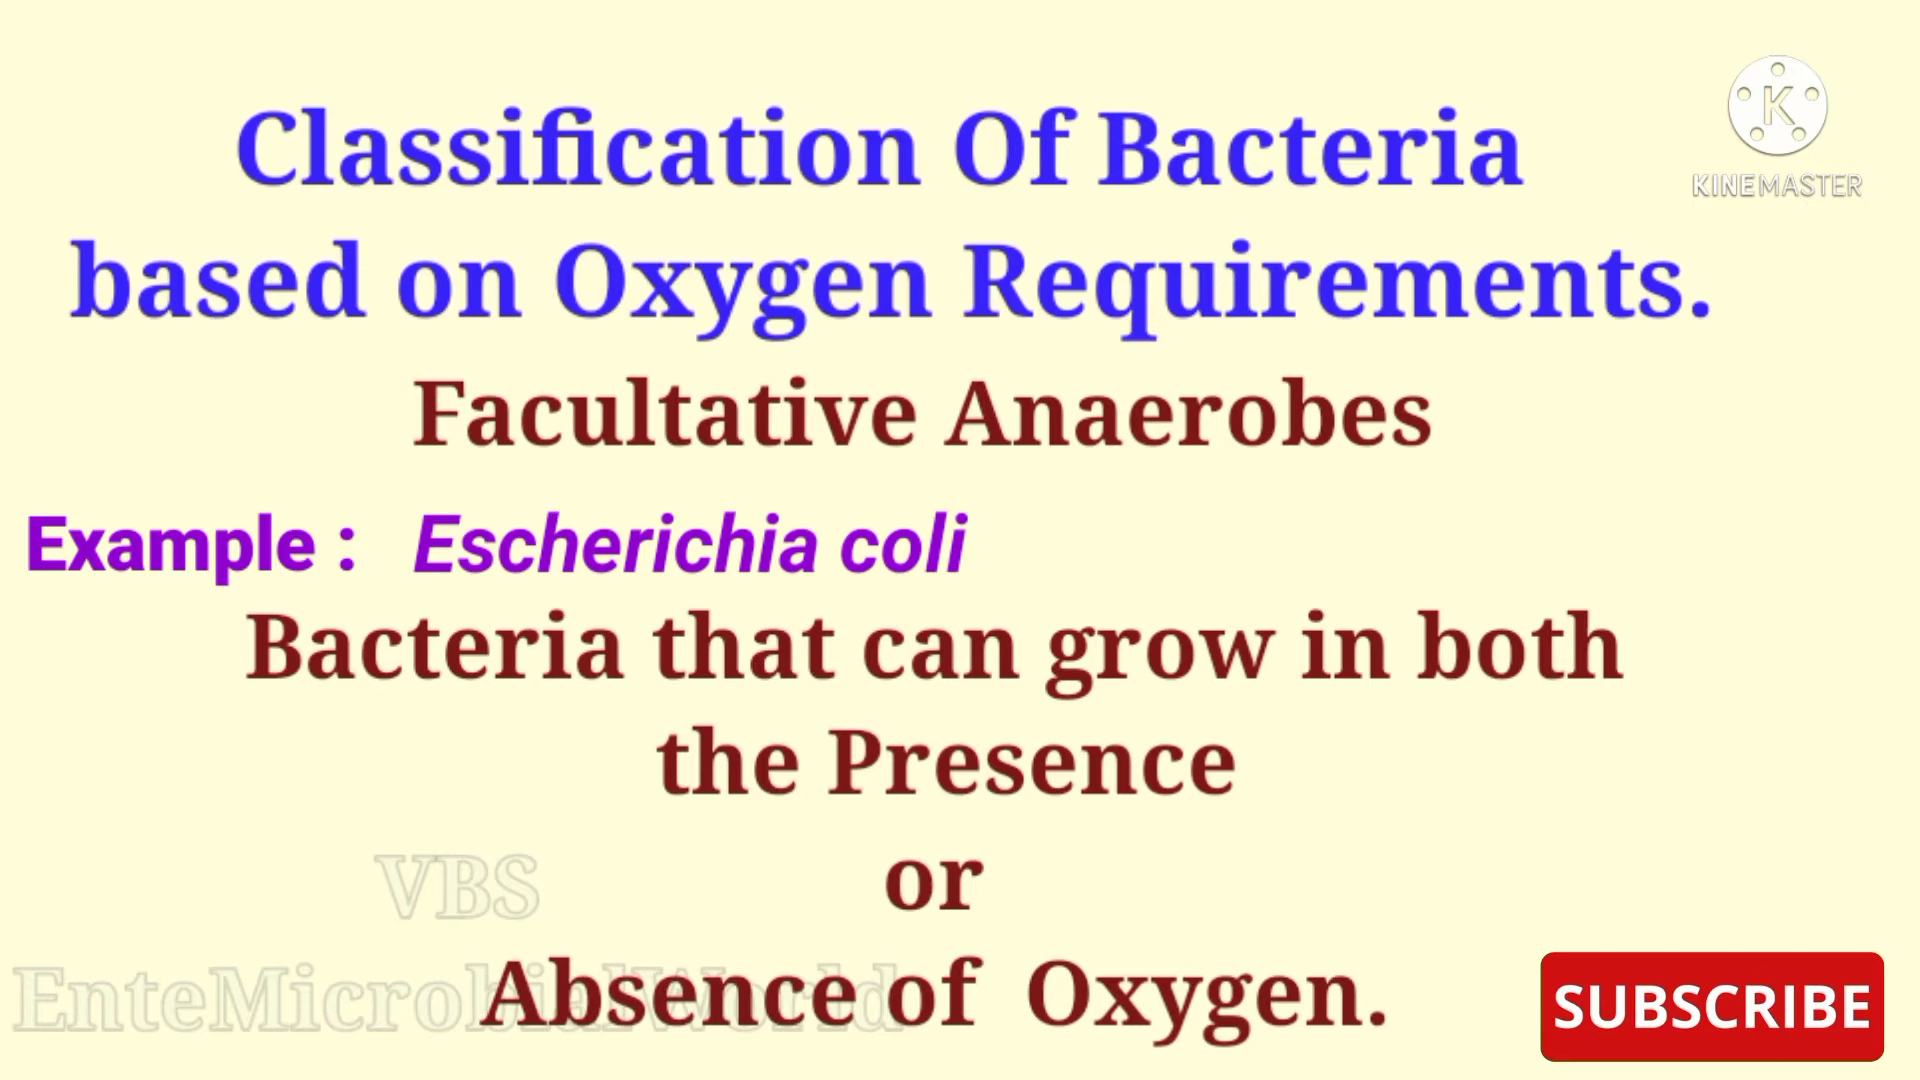 Classification Of Bacteria
based on Oxygen Requirements.
K
KINEMASTER
Facultative Anaerobes
Example : Escherichia coli
Bacteria that can grow in both
the Presence
or
VBS
Absence of Oxygen.
EnteMicrobialWorld
SUBSCRIBE